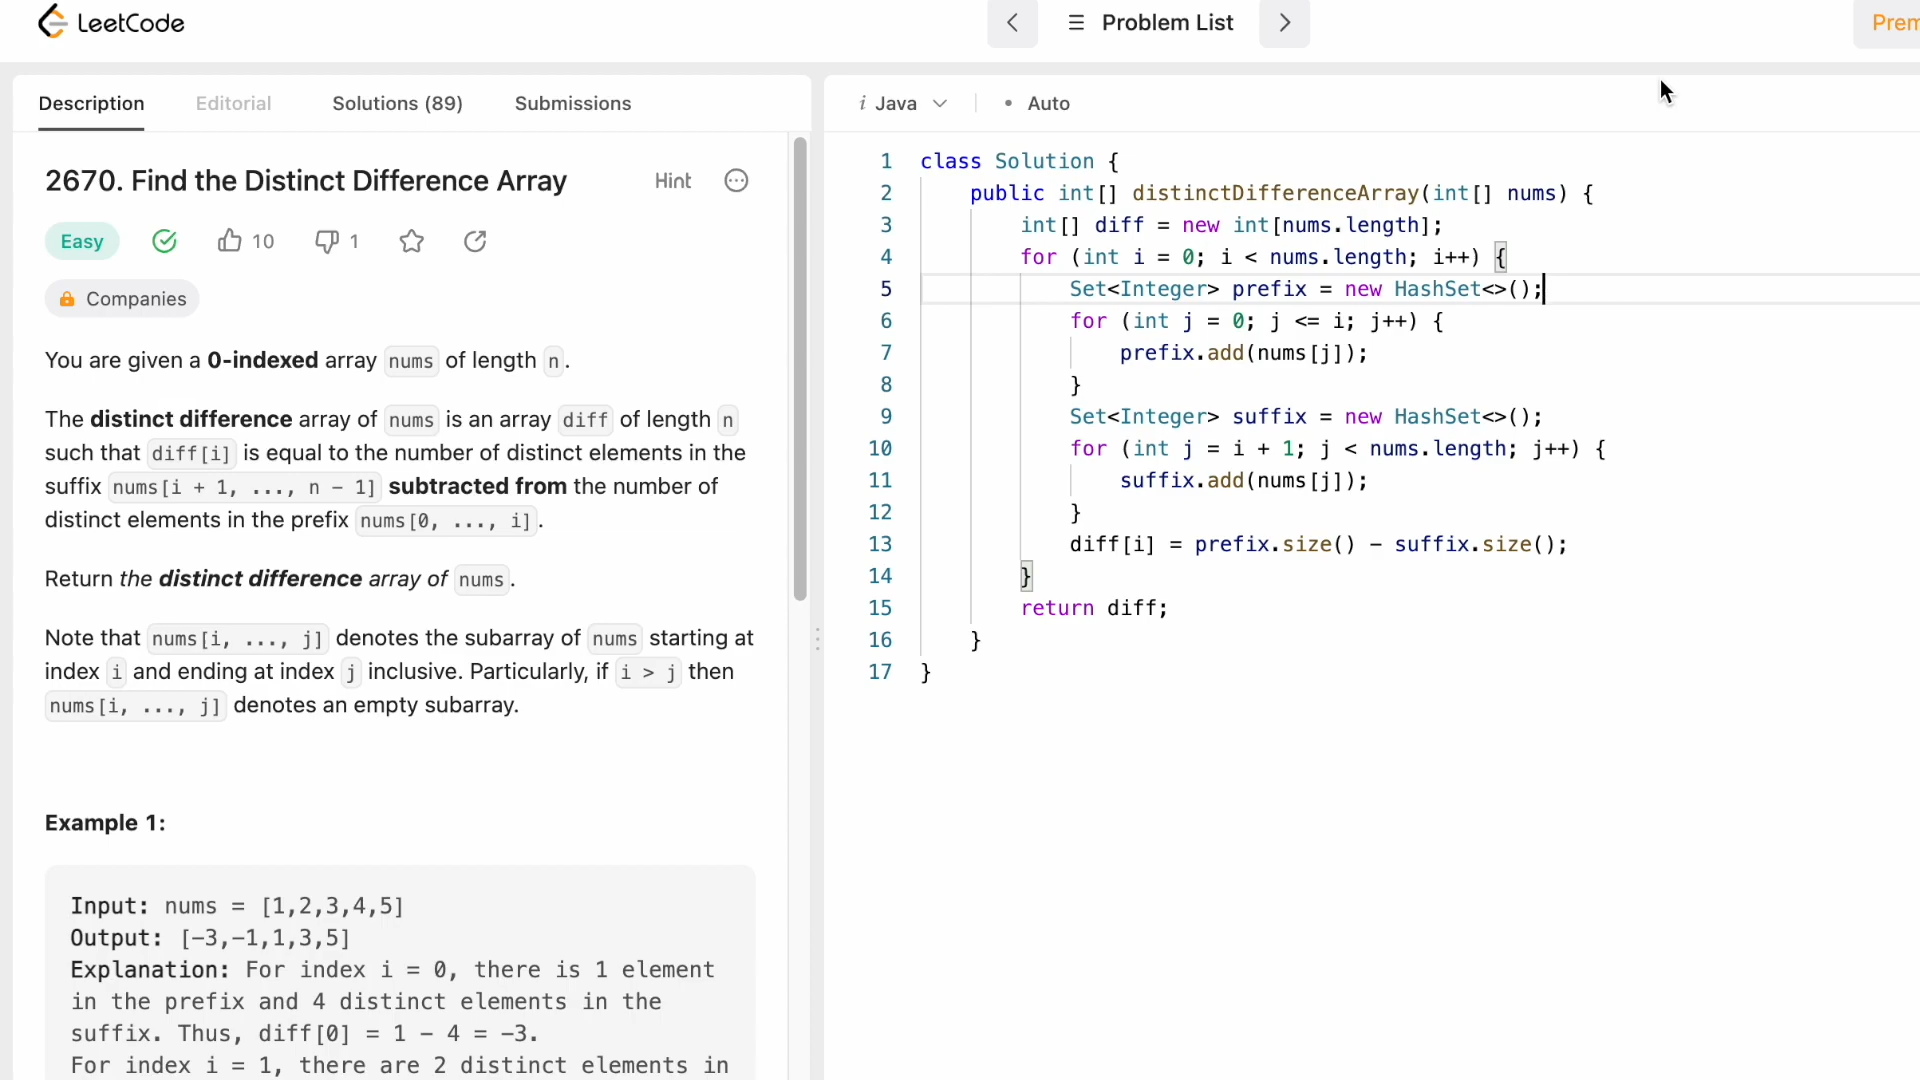 LeetCode
Problem List
Prem
Description Editorial Solutions (89) Submissions
2670. Find the Distinct Difference Array
Hint
Easy 10 1
Companies
You are given a 0-indexed array nums of length n.
The distinct difference array of nums is an array diff of length n
such that diff[i] is equal to the number of distinct elements in the
suffix nums[i + 1, ..., n - 1] subtracted from the number of
distinct elements in the prefix nums[0, ..., i].
Return the distinct difference array of nums.
Note that nums[i, ..., j] denotes the subarray of nums starting at
index i and ending at index j inclusive. Particularly, if i > j then
nums[i, ..., j] denotes an empty subarray.
Example 1:
Input: nums = [1,2,3,4,5]
Output: [-3,-1,1,3,5]
Explanation: For index i = 0, there is 1 element
in the prefix and 4 distinct elements in the
suffix. Thus, diff[0] = 1 - 4 = -3.
For index i = 1, there are 2 distinct elements in
i Java • Auto
1 class Solution {
2 public int[] distinctDifferenceArray(int[] nums) {
3 int[] diff = new int[nums.length];
4 for (int i = 0; i < nums.length; i++) {
5 Set<Integer> prefix = new HashSet<>();
6 for (int j = 0; j <= i; j++) {
7 prefix.add(nums[j]);
8 }
9 Set<Integer> suffix = new HashSet<>();
10 for (int j = i + 1; j < nums.length; j++) {
11 suffix.add(nums[j]);
12 }
13 diff[i] = prefix.size() - suffix.size();
14 }
15 return diff;
16 }
17 }